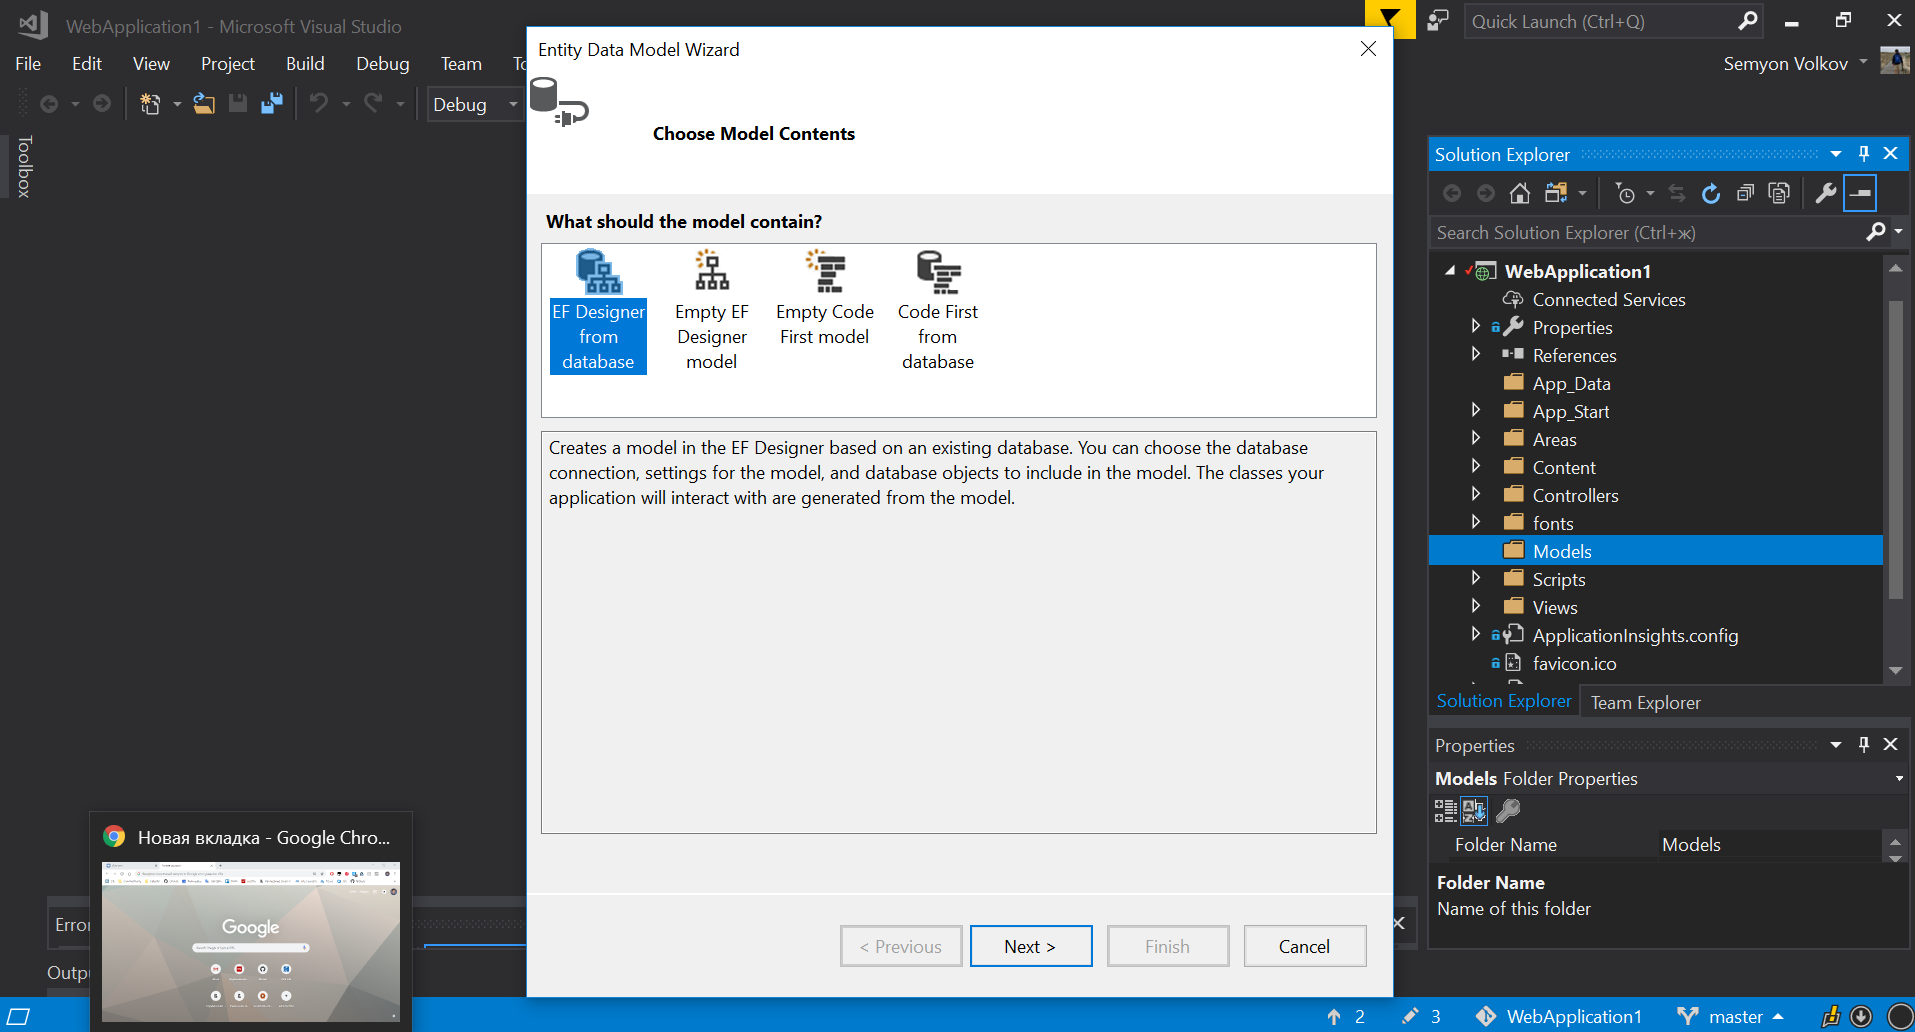 WebApplication1 - Microsoft Visual Studio
Quick Launch (Ctrl+Q)
File Edit View Project Build Debug Team
Semyon Volkov
Debug
Toolbox
Entity Data Model Wizard
Choose Model Contents
What should the model contain?
EF Designer
from
database
Empty EF
Designer
model
Empty Code
First model
Code First
from
database
Creates a model in the EF Designer based on an existing database. You can choose the database
connection, settings for the model, and database objects to include in the model. The classes your
application will interact with are generated from the model.
< Previous
Next >
Finish
Cancel
Solution Explorer
Search Solution Explorer (Ctrl+ж)
WebApplication1
Connected Services
Properties
References
App_Data
App_Start
Areas
Content
Controllers
fonts
Models
Scripts
Views
ApplicationInsights.config
favicon.ico
Solution Explorer
Team Explorer
Properties
Models Folder Properties
Folder Name Models
Folder Name
Name of this folder
Новая вкладка - Google Chro...
Google
Erro
Outp
2
3
WebApplication1
master